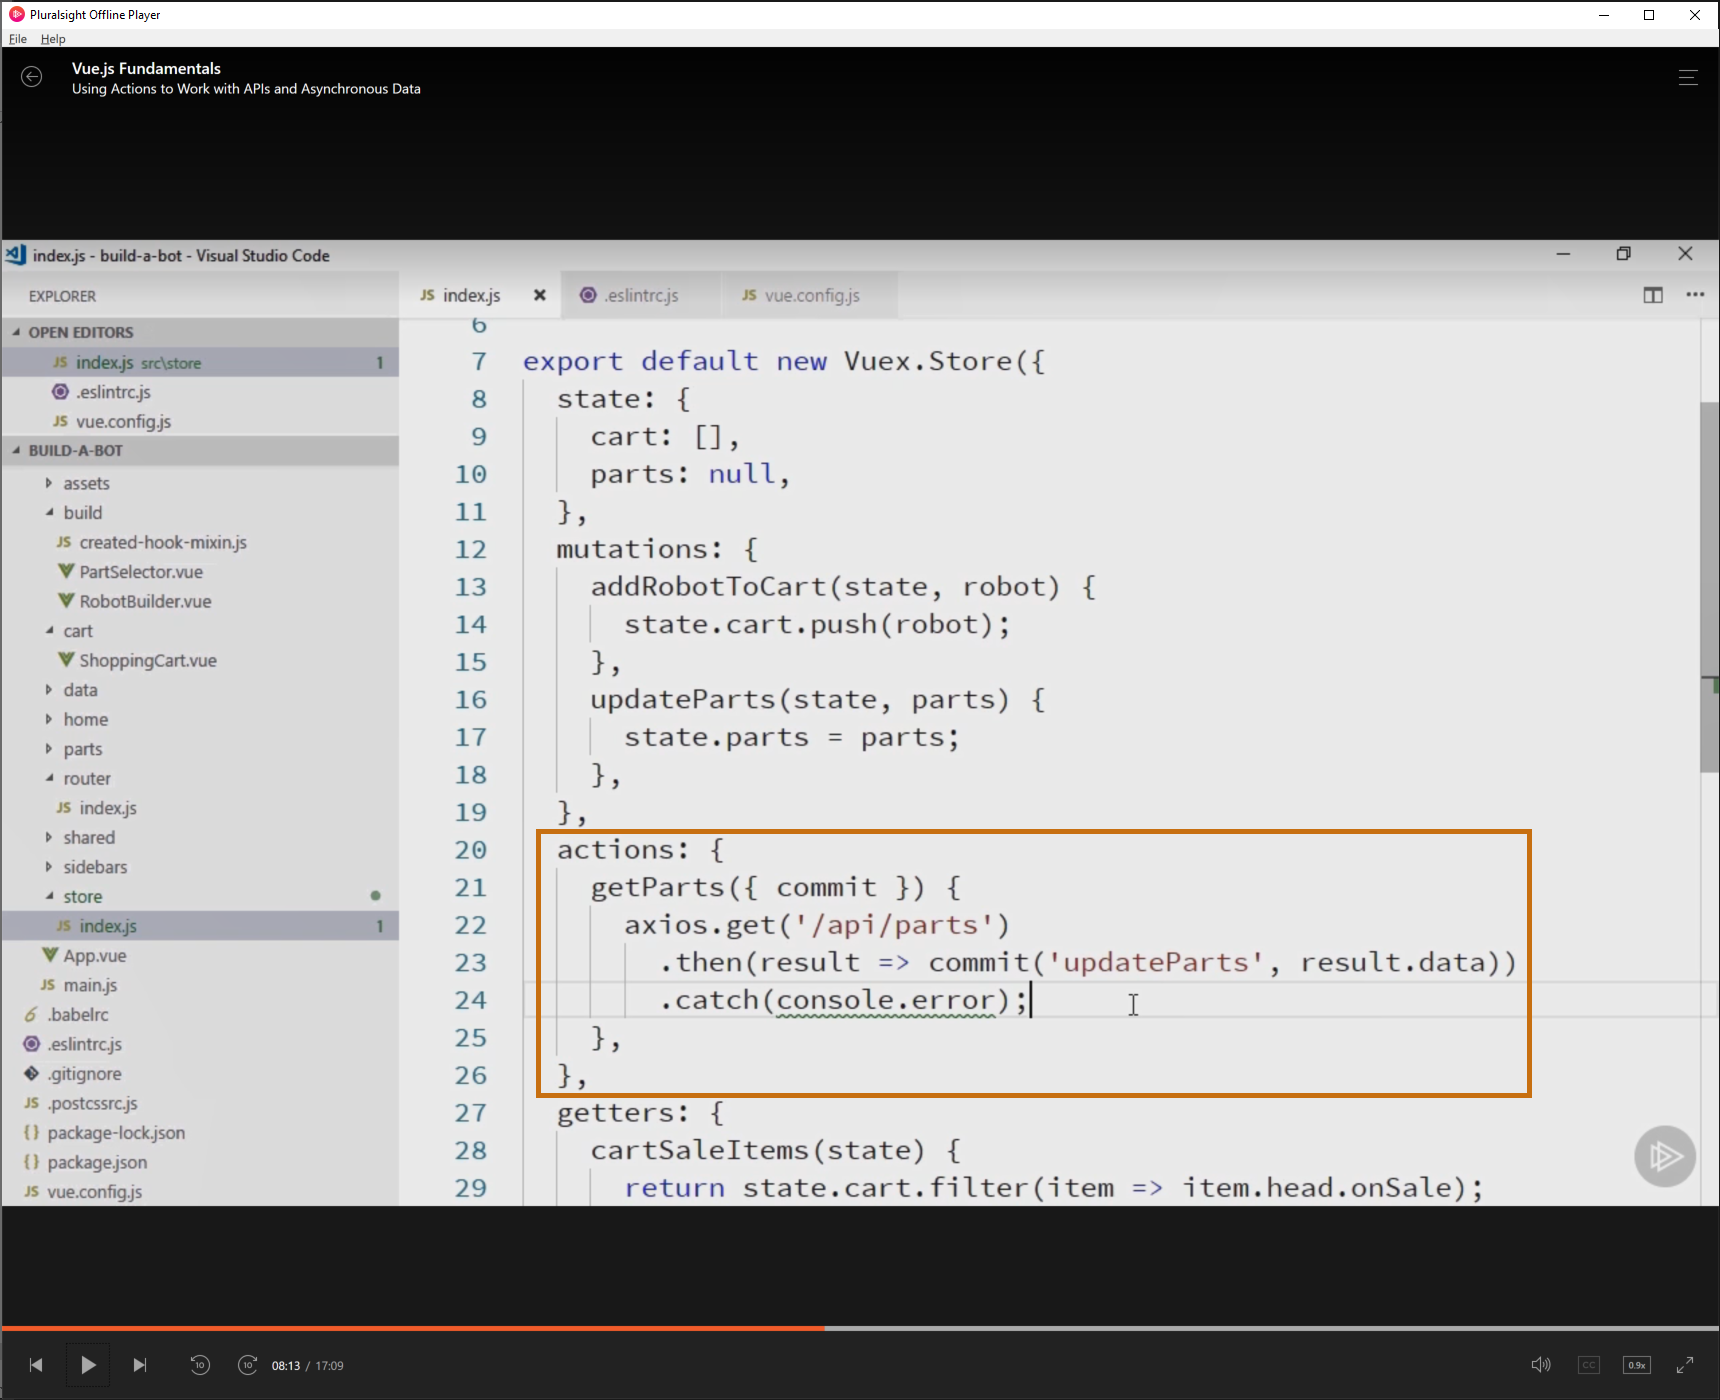 Pluralsight Offline Player
File Help
Vue.js Fundamentals
Using Actions to Work with APIs and Asynchronous Data
index.js - build-a-bot - Visual Studio Code
EXPLORER
OPEN EDITORS
JS index.js src\store 1
.eslintrc.js
JS vue.config.js
BUILD-A-BOT
assets
build
JS created-hook-mixin.js
PartSelector.vue
RobotBuilder.vue
cart
ShoppingCart.vue
data
home
parts
router
JS index.js
shared
sidebars
store
JS index.js 1
App.vue
JS main.js
6 .babelrc
.eslintrc.js
.gitignore
JS .postcssrc.js
{} package-lock.json
{} package.json
JS vue.config.js
JS index.js
.eslintrc.js
JS vue.config.js
6
7 export default new Vuex.Store({
8 state: {
9 cart: [],
10 parts: null,
11 },
12 mutations: {
13 addRobotToCart(state, robot) {
14 state.cart.push(robot);
15 },
16 updateParts(state, parts) {
17 state.parts = parts;
18 },
19 },
20 actions: {
21 getParts({ commit }) {
22 axios.get('/api/parts')
23 .then(result => commit('updateParts', result.data))
24 .catch(console.error);
25 },
26 },
27 getters: {
28 cartSaleItems(state) {
29 return state.cart.filter(item => item.head.onSale);
10
10
08:13 / 17:09
CC
0.9x